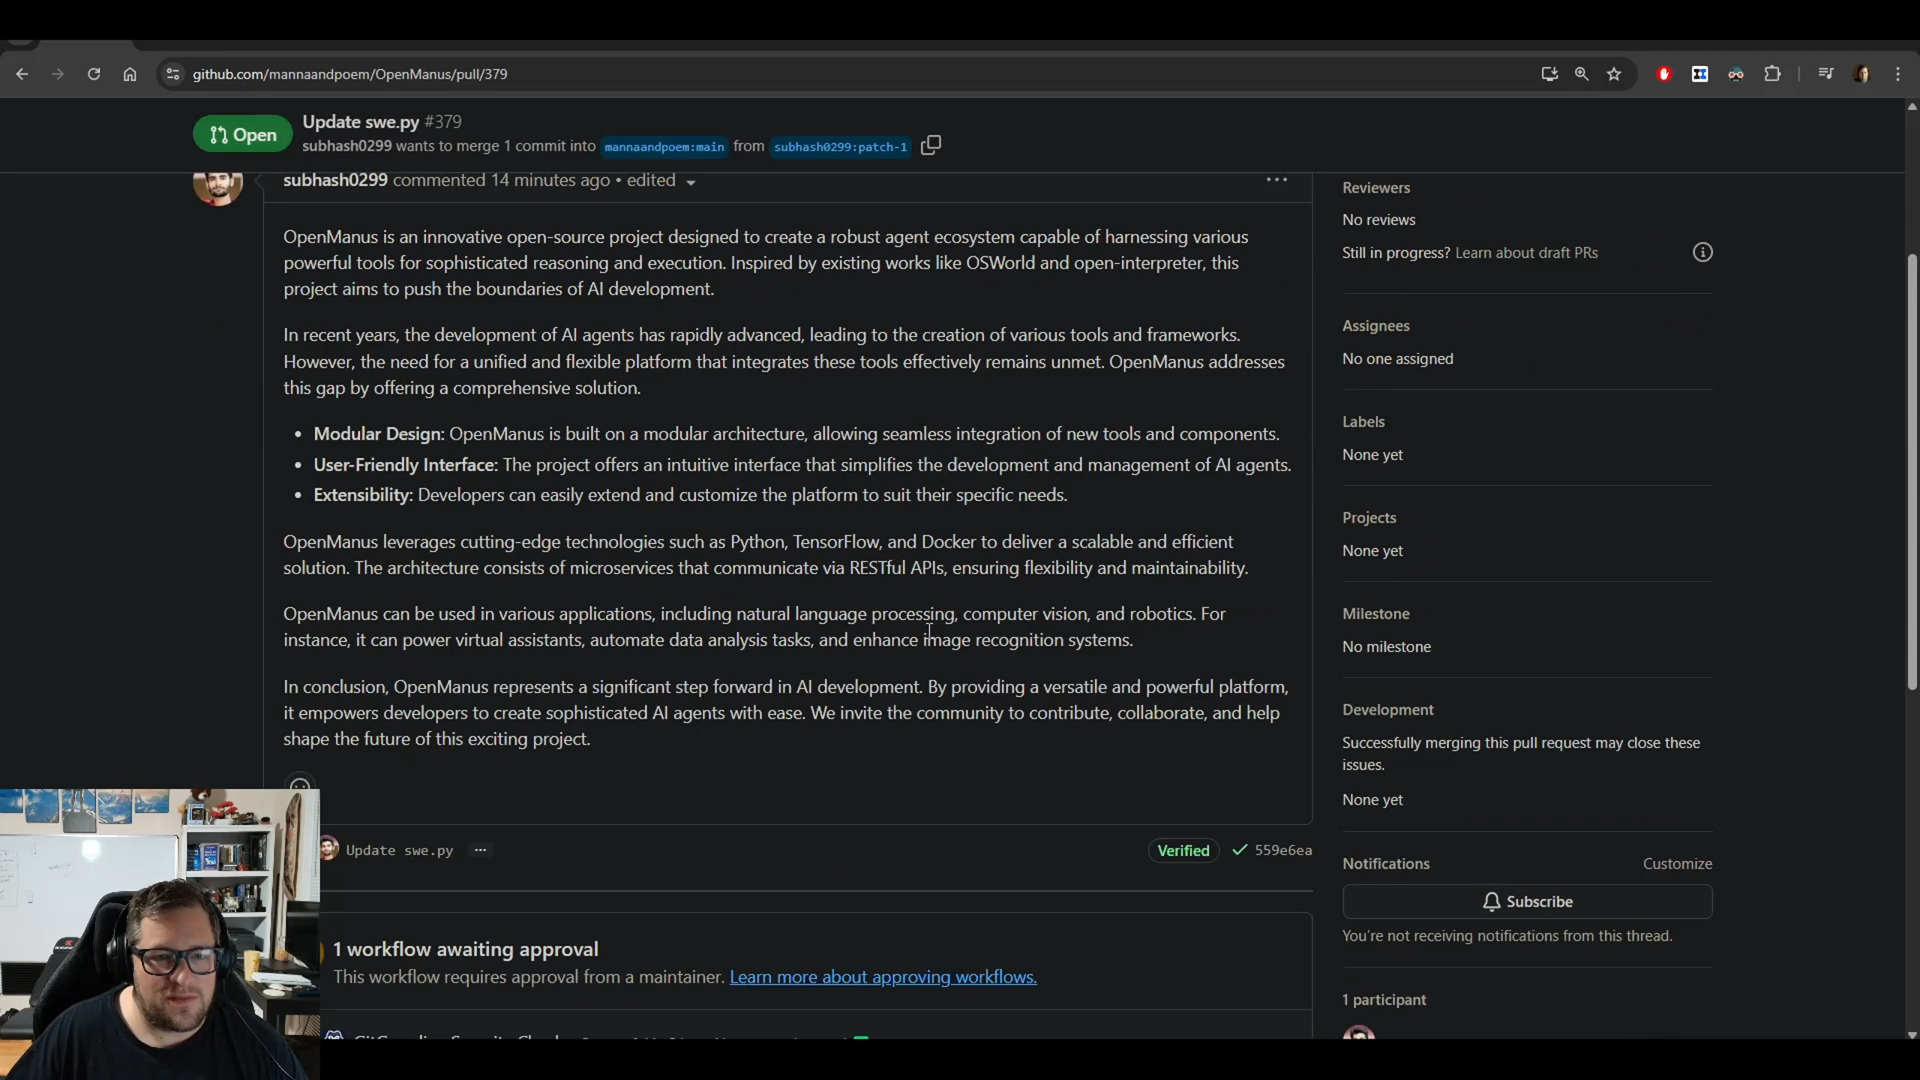 github.com/mannaandpoem/OpenManus/pull/379
Open
Update swe.py #379
subhash0299 wants to merge 1 commit into mannaandpoem:main from subhash0299:patch-1
subhash0299 commented 14 minutes ago • edited
OpenManus is an innovative open-source project designed to create a robust agent ecosystem capable of harnessing various
powerful tools for sophisticated reasoning and execution. Inspired by existing works like OSWorld and open-interpreter, this
project aims to push the boundaries of AI development.
In recent years, the development of AI agents has rapidly advanced, leading to the creation of various tools and frameworks.
However, the need for a unified and flexible platform that integrates these tools effectively remains unmet. OpenManus addresses
this gap by offering a comprehensive solution.
• Modular Design: OpenManus is built on a modular architecture, allowing seamless integration of new tools and components.
• User-Friendly Interface: The project offers an intuitive interface that simplifies the development and management of AI agents.
• Extensibility: Developers can easily extend and customize the platform to suit their specific needs.
OpenManus leverages cutting-edge technologies such as Python, TensorFlow, and Docker to deliver a scalable and efficient
solution. The architecture consists of microservices that communicate via RESTful APIs, ensuring flexibility and maintainability.
OpenManus can be used in various applications, including natural language processing, computer vision, and robotics. For
instance, it can power virtual assistants, automate data analysis tasks, and enhance image recognition systems.
In conclusion, OpenManus represents a significant step forward in AI development. By providing a versatile and powerful platform,
it empowers developers to create sophisticated AI agents with ease. We invite the community to contribute, collaborate, and help
shape the future of this exciting project.
Update swe.py
Verified
559e6ea
1 workflow awaiting approval
This workflow requires approval from a maintainer. Learn more about approving workflows.
Reviewers
No reviews
Still in progress? Learn about draft PRs
Assignees
No one assigned
Labels
None yet
Projects
None yet
Milestone
No milestone
Development
Successfully merging this pull request may close these
issues.
None yet
Notifications
Customize
Subscribe
You're not receiving notifications from this thread.
1 participant